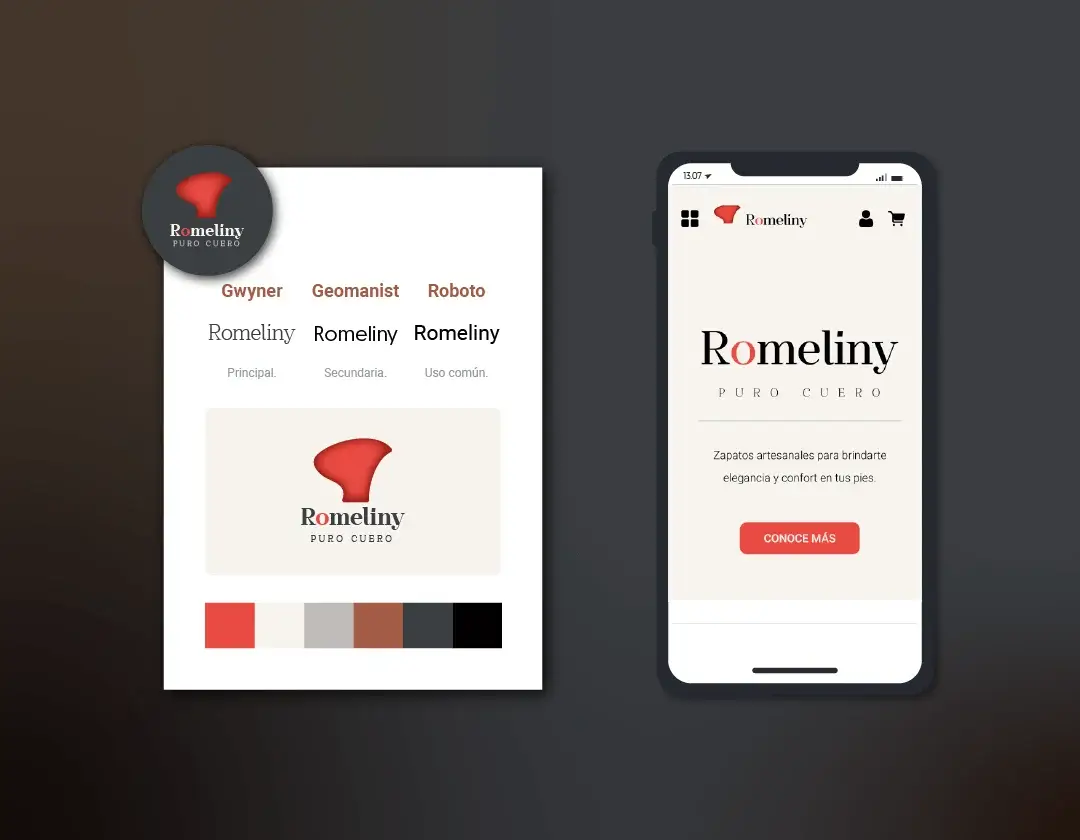 Romeliny
PURO CUERO
Gwyner Geomanist Roboto
Romeliny Romeliny Romeliny
Principal. Secundaria. Uso común.
Romeliny
PURO CUERO
13.07
Romeliny
Romeliny
PURO CUERO
Zapatos artesanales para brindarte
elegancia y confort en tus pies.
CONOCE MÁS